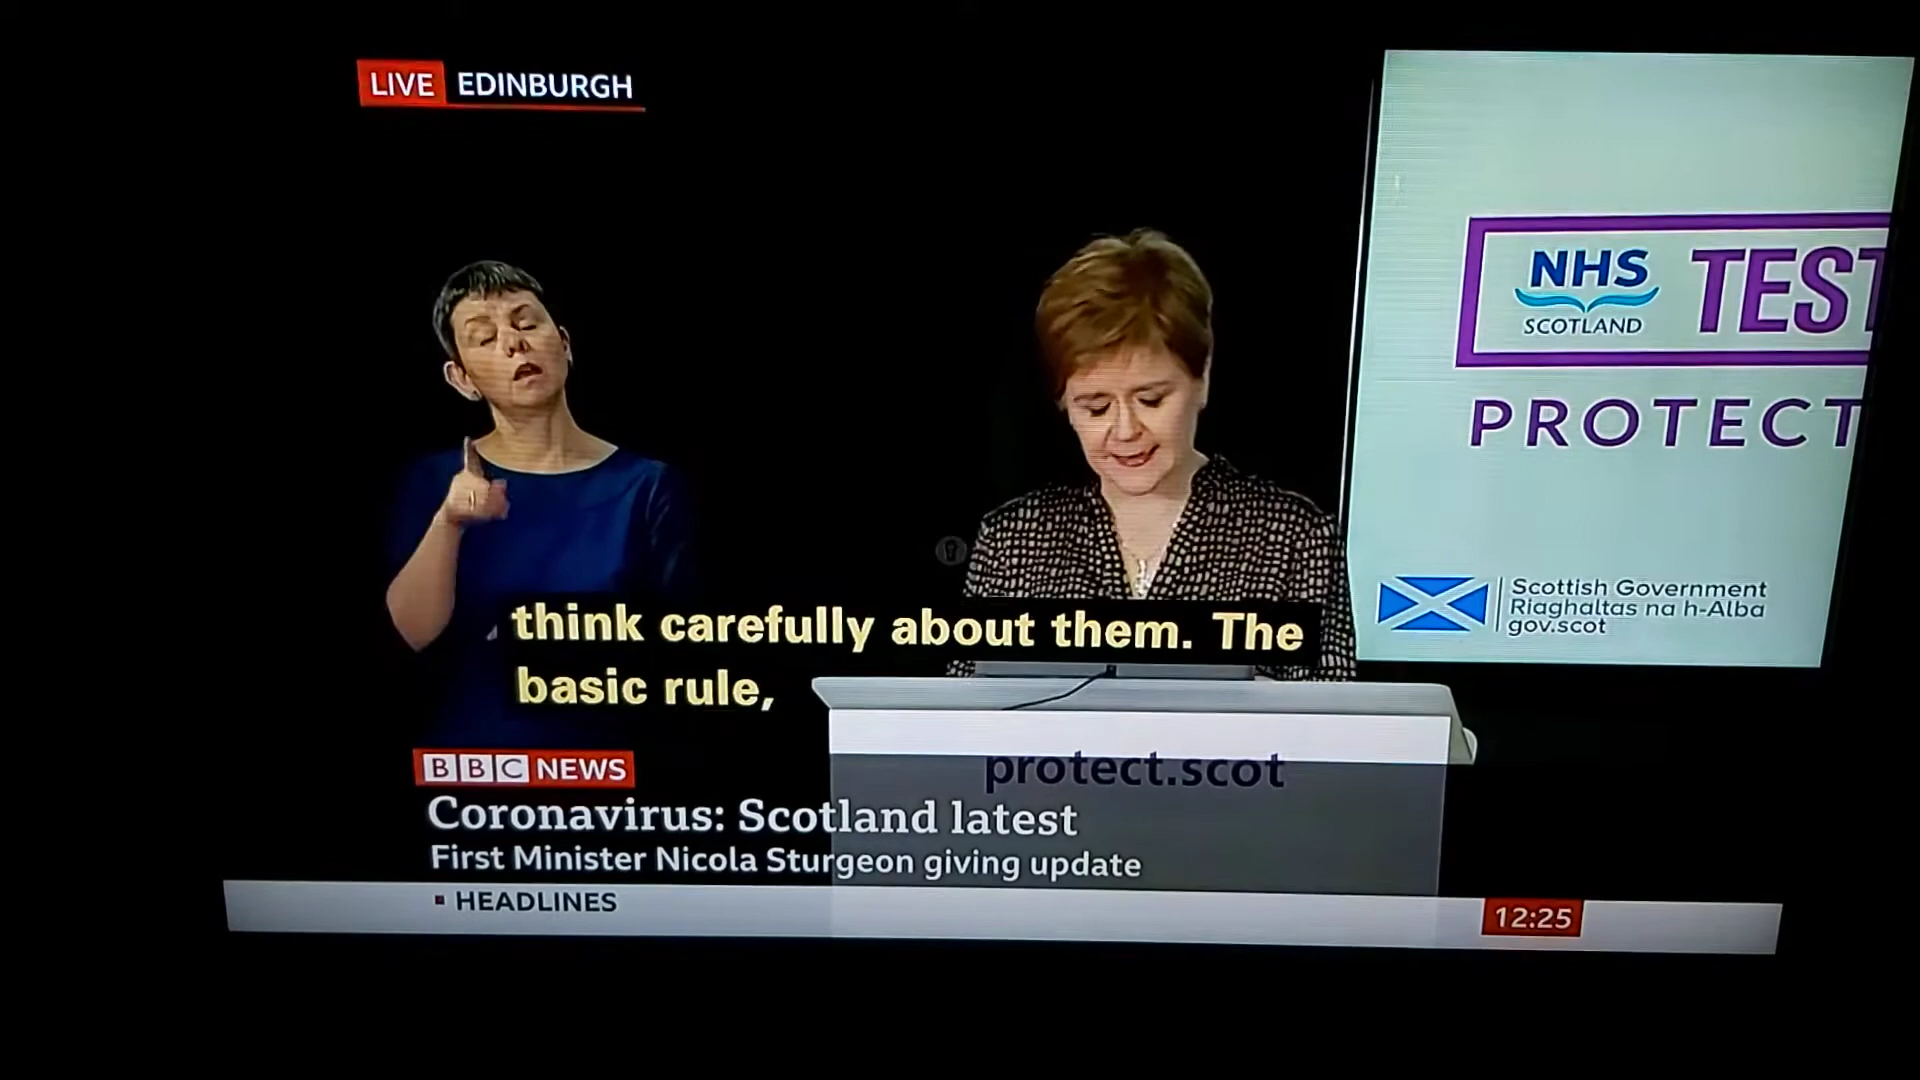 LIVE EDINBURGH
NHS
SCOTLAND
TEST
PROTECT
Scottish Government
Riaghaltas na h-Alba
gov.scot
think carefully about them. The
basic rule,
protect.scot
BBC NEWS
Coronavirus: Scotland latest
First Minister Nicola Sturgeon giving update
HEADLINES
12:25